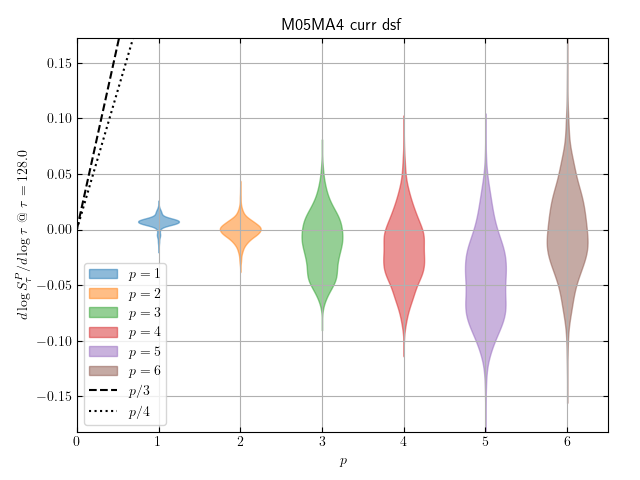 M05MA4 curr dsf
d log S_τ^P / d log τ @ τ = 128.0
0.15
0.10
0.05
0.00
−0.05
−0.10
−0.15
p = 1
p = 2
p = 3
p = 4
p = 5
p = 6
p/3
p/4
0 1 2 3 4 5 6
p